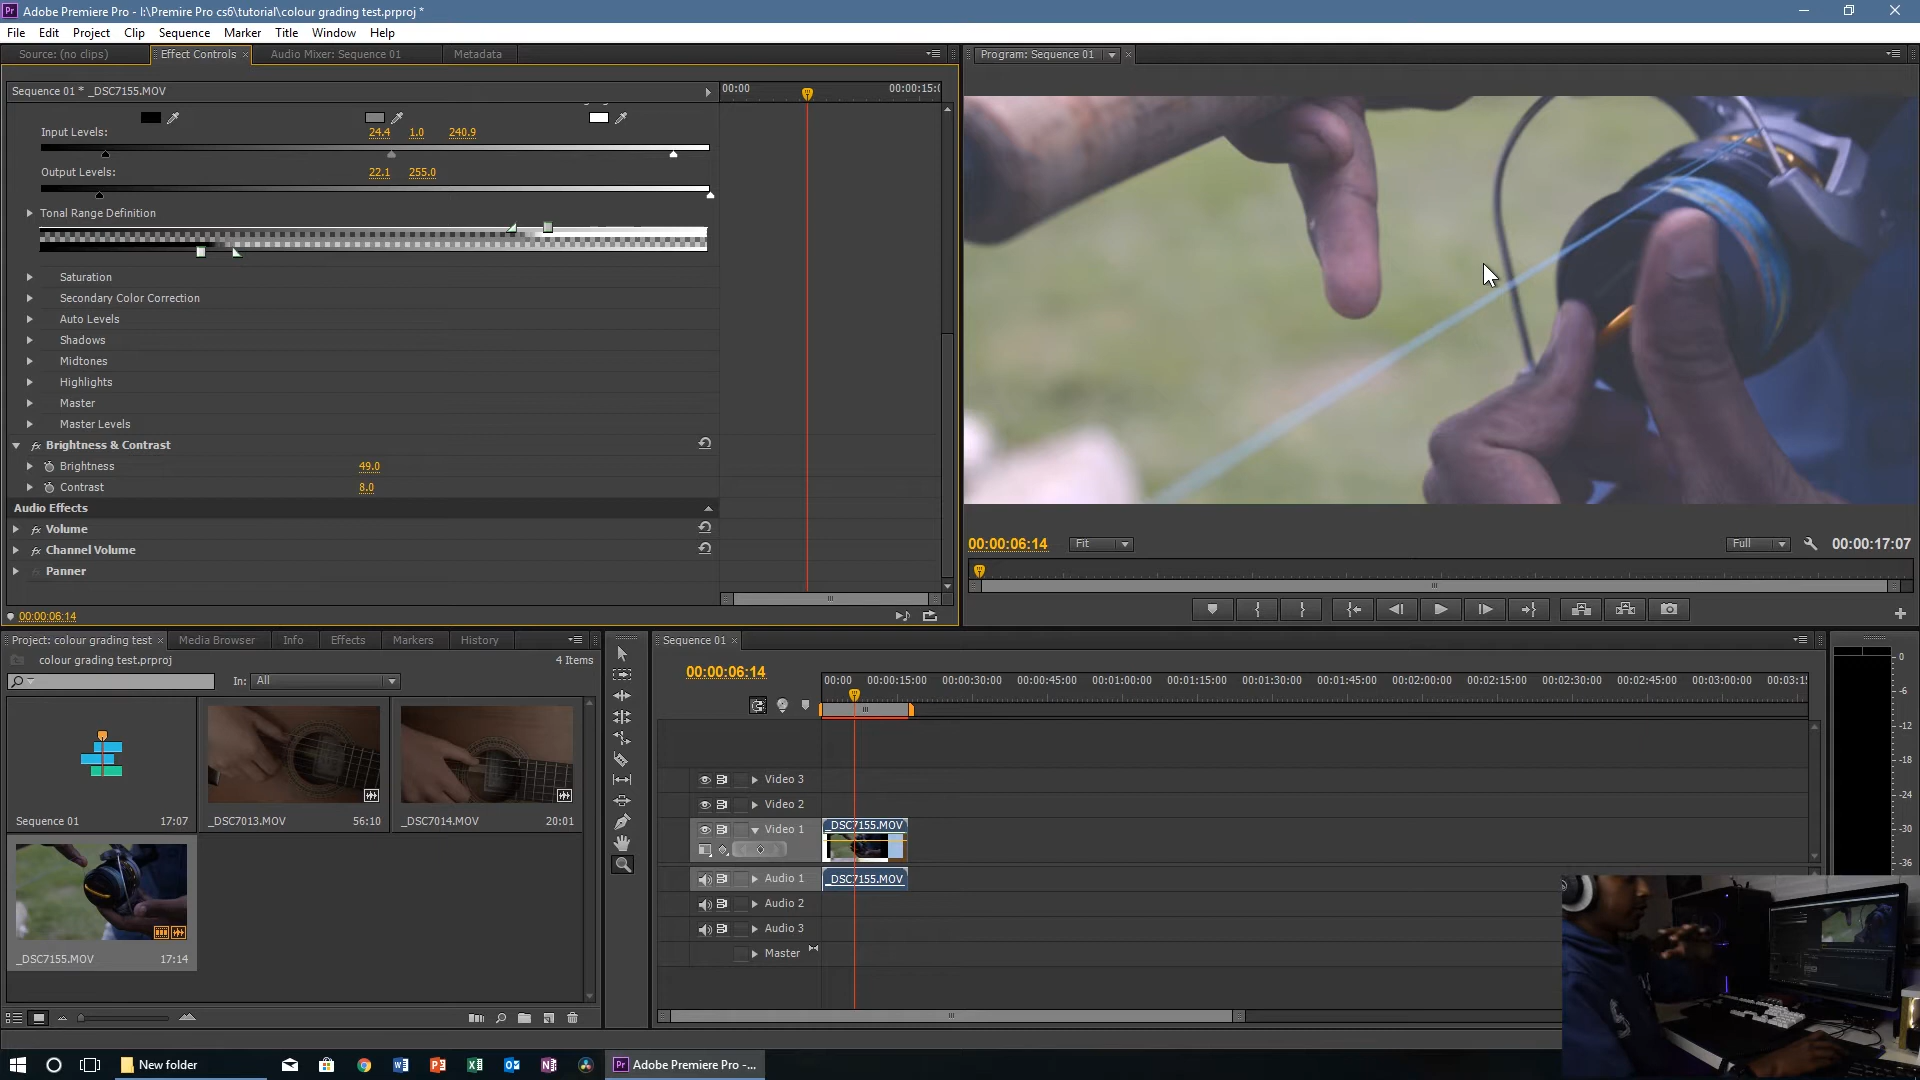 Adobe Premiere Pro - I:\Premire Pro cs6\tutorial\colour grading test.prproj *
File Edit Project Clip Sequence Marker Title Window Help
Source: (no clips) Effect Controls Audio Mixer: Sequence 01 Metadata
Program: Sequence 01
Sequence 01 * _DSC7155.MOV
00:00 00:00:15:0
Input Levels: 24.4 1.0 240.9
Output Levels: 22.1 255.0
Tonal Range Definition
Saturation
Secondary Color Correction
Auto Levels
Shadows
Midtones
Highlights
Master
Master Levels
fx Brightness & Contrast
Brightness 49.0
Contrast 8.0
Audio Effects
fx Volume
fx Channel Volume
Panner
00:00:06:14
00:00:06:14 Fit Full 00:00:17:07
Project: colour grading test Media Browser Info Effects Markers History
colour grading test.prproj 4 Items
In: All
Sequence 01 17:07
_DSC7013.MOV 56:10
_DSC7014.MOV 20:01
_DSC7155.MOV 17:14
Sequence 01
00:00:06:14
00:00 00:00:15:00 00:00:30:00 00:00:45:00 00:01:00:00 00:01:15:00 00:01:30:00 00:01:45:00 00:02:00:00 00:02:15:00 00:02:30:00 00:02:45:00 00:03:00:00 00:03:1
Video 3
Video 2
Video 1 _DSC7155.MOV
Audio 1 _DSC7155.MOV
Audio 2
Audio 3
Master
0
-6
-12
-18
-24
-30
-36
New folder
Adobe Premiere Pro -...